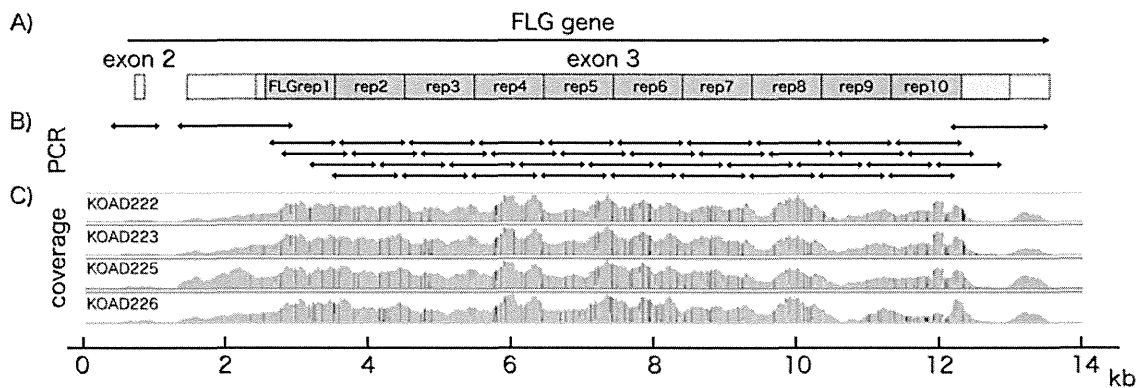 A)
FLG gene
exon 2
exon 3
FLGrep1 rep2 rep3 rep4 rep5 rep6 rep7 rep8 rep9 rep10
B)
PCR
C)
coverage
KOAD222
KOAD223
KOAD225
KOAD226
0 2 4 6 8 10 12 14
kb